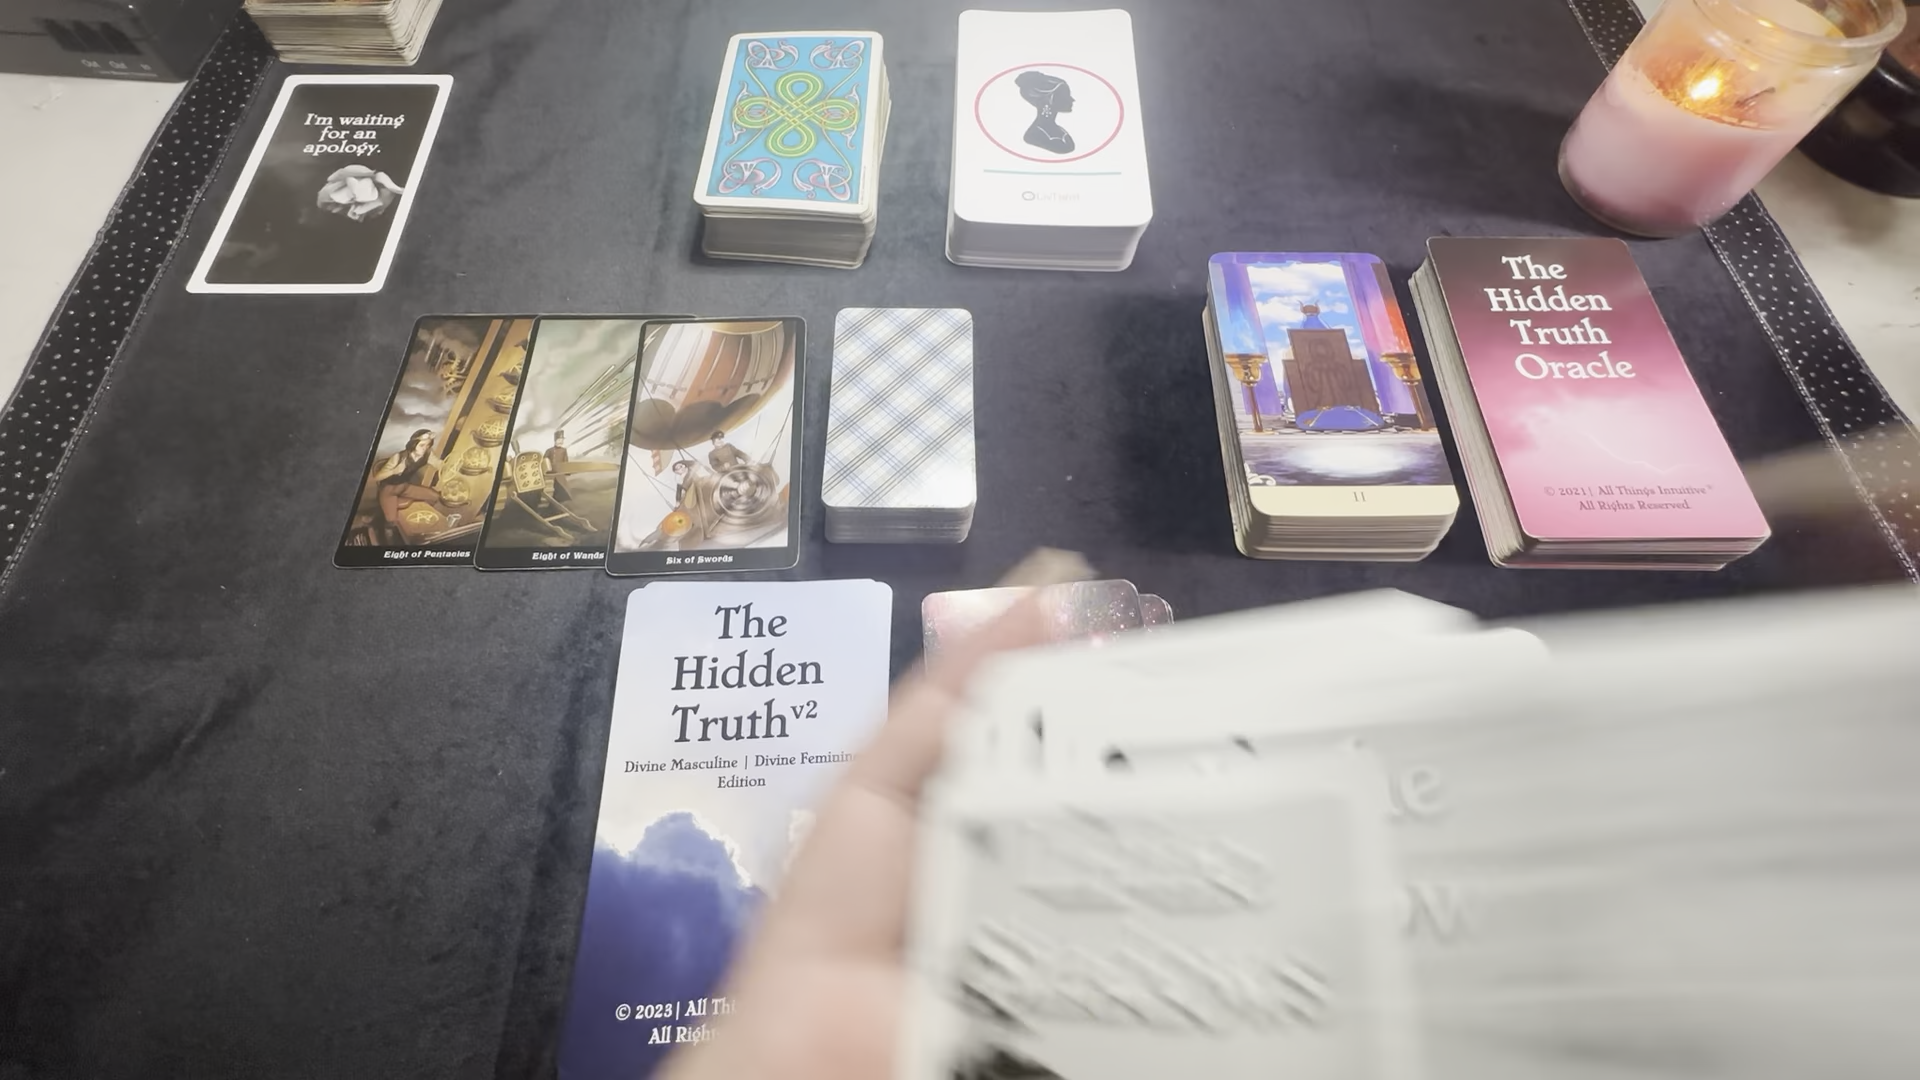 I'm waiting
for an
apology.
Eight of Pentacles
Eight of Wands
Six of Swords
II
The
Hidden
Truth
Oracle
© 2021 | All Things Intuitive
All Rights Reserved
The
Hidden
Truth v2
Divine Masculine | Divine Feminine
Edition
© 2023 | All Thi
All Righ